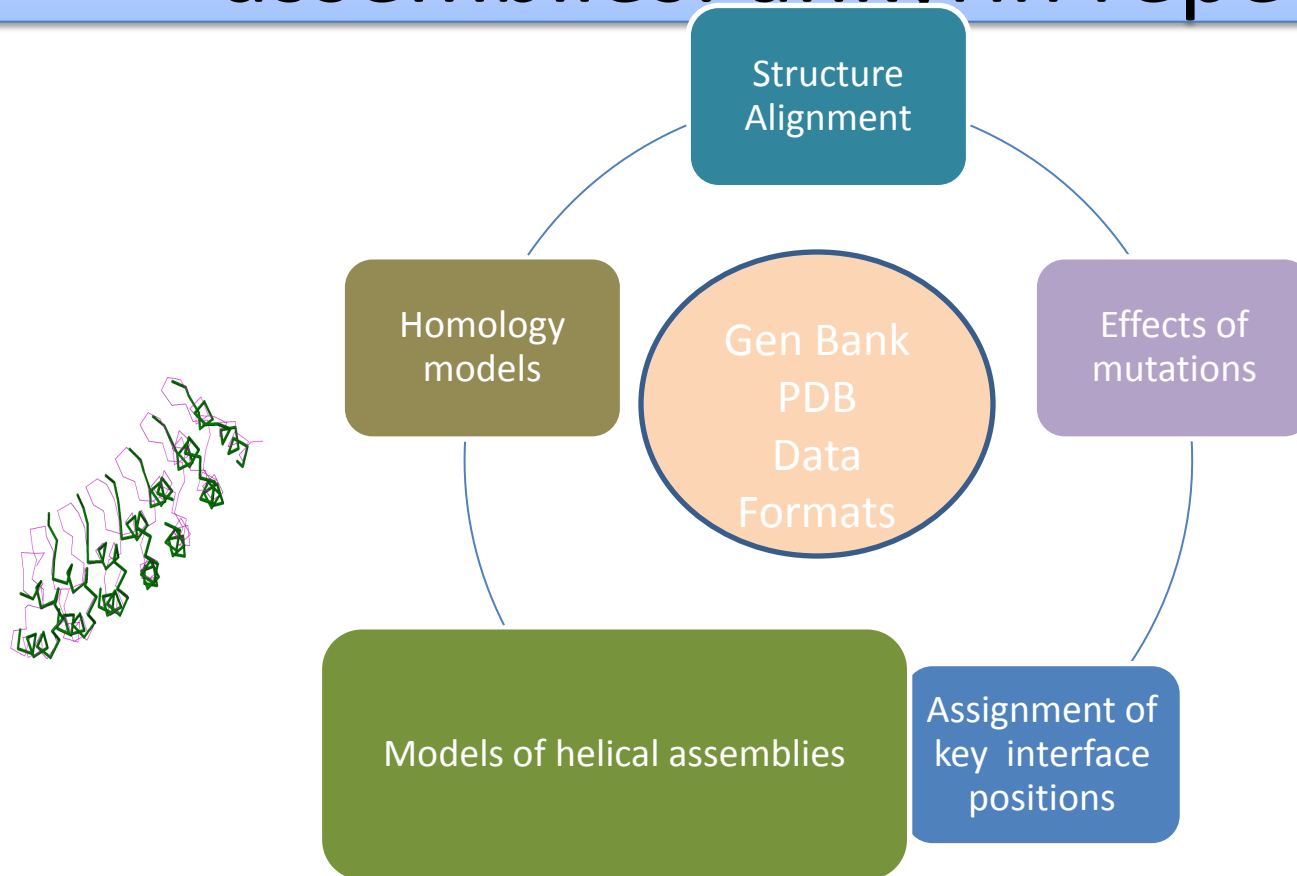 Structure
Alignment
Homology
models
Gen Bank
PDB
Data
Formats
Effects of
mutations
Models of helical assemblies
Assignment of
key interface
positions